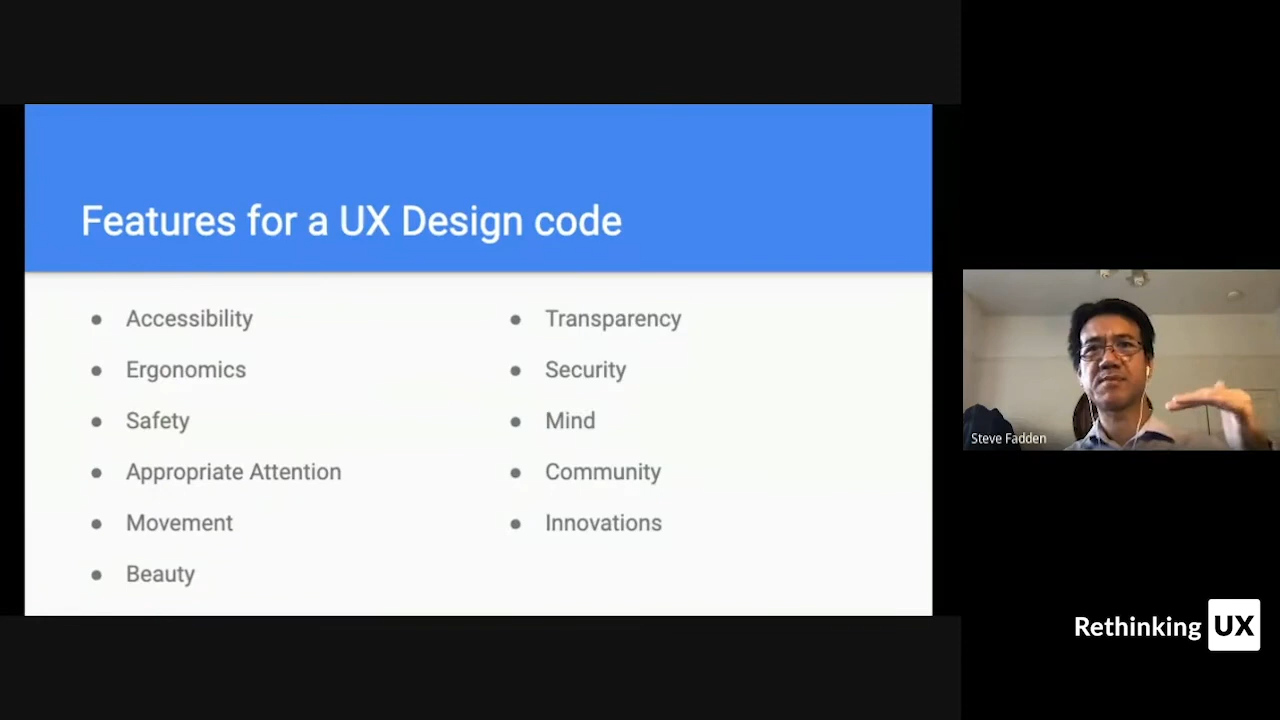 Features for a UX Design code
Accessibility
Ergonomics
Safety
Appropriate Attention
Movement
Beauty
Transparency
Security
Mind
Community
Innovations
Steve Fadden
Rethinking UX